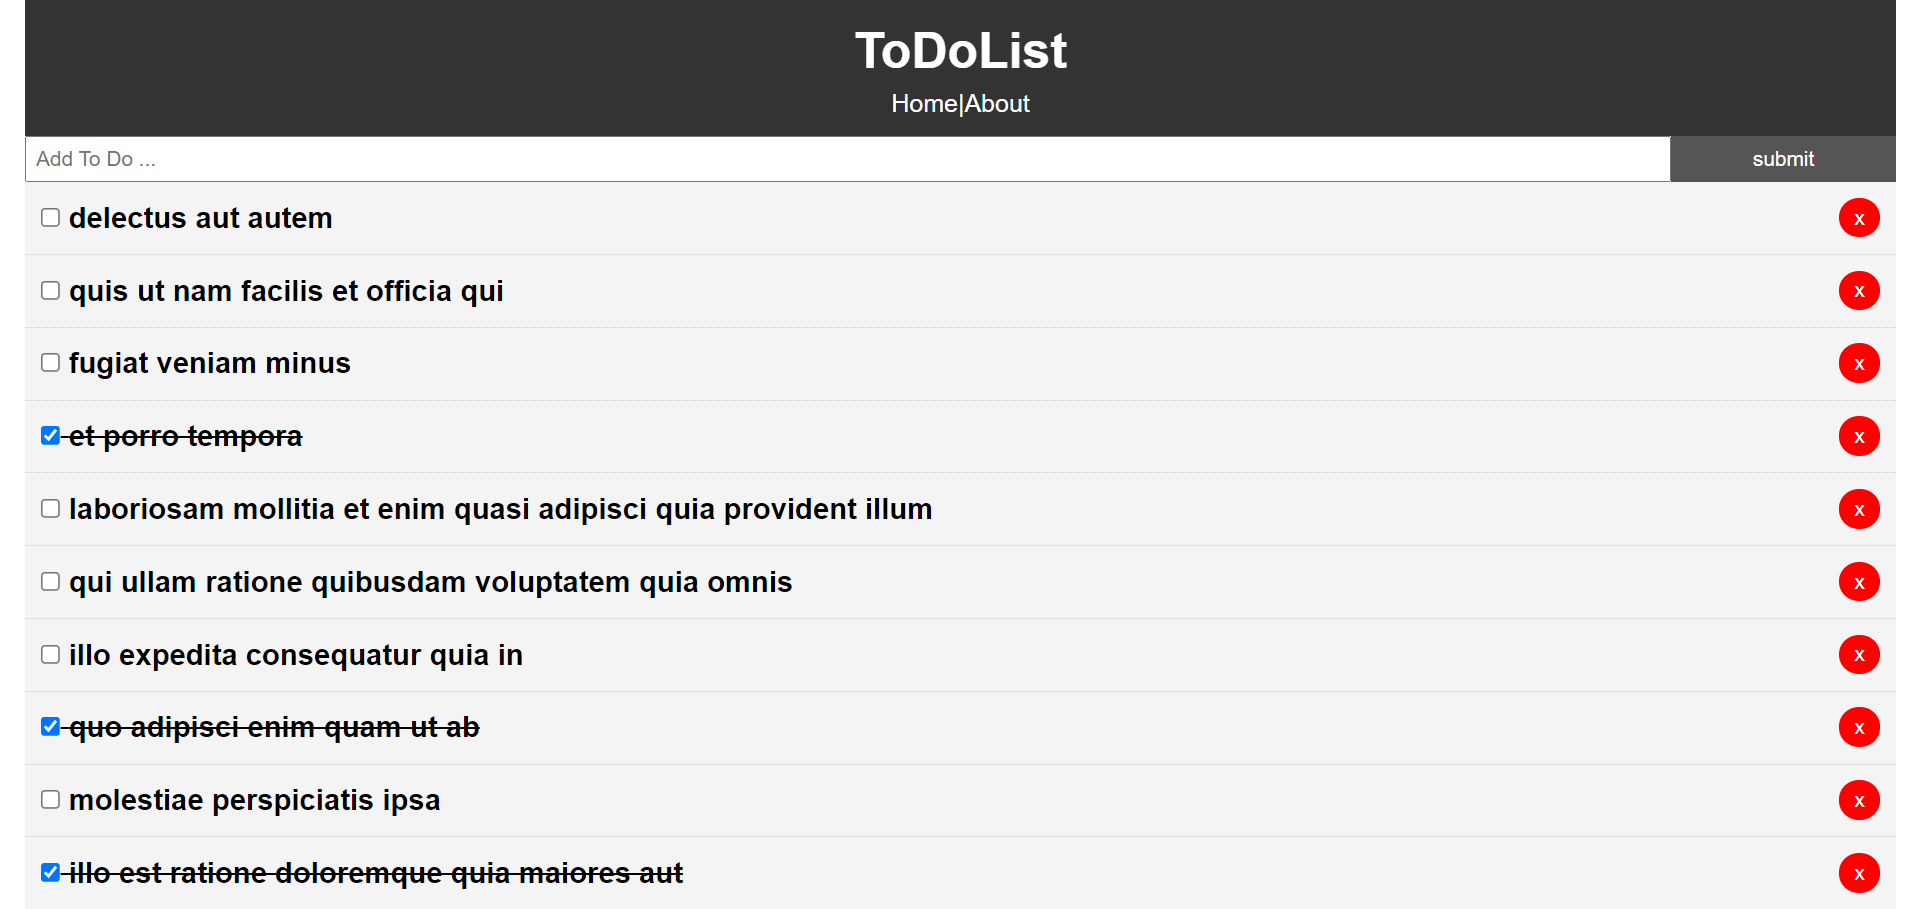 ToDoList
Home|About
Add To Do ...
submit
delectus aut autem
x
quis ut nam facilis et officia qui
x
fugiat veniam minus
x
et porro tempora
x
laboriosam mollitia et enim quasi adipisci quia provident illum
x
qui ullam ratione quibusdam voluptatem quia omnis
x
illo expedita consequatur quia in
x
quo adipisci enim quam ut ab
x
molestiae perspiciatis ipsa
x
illo est ratione doloremque quia maiores aut
x